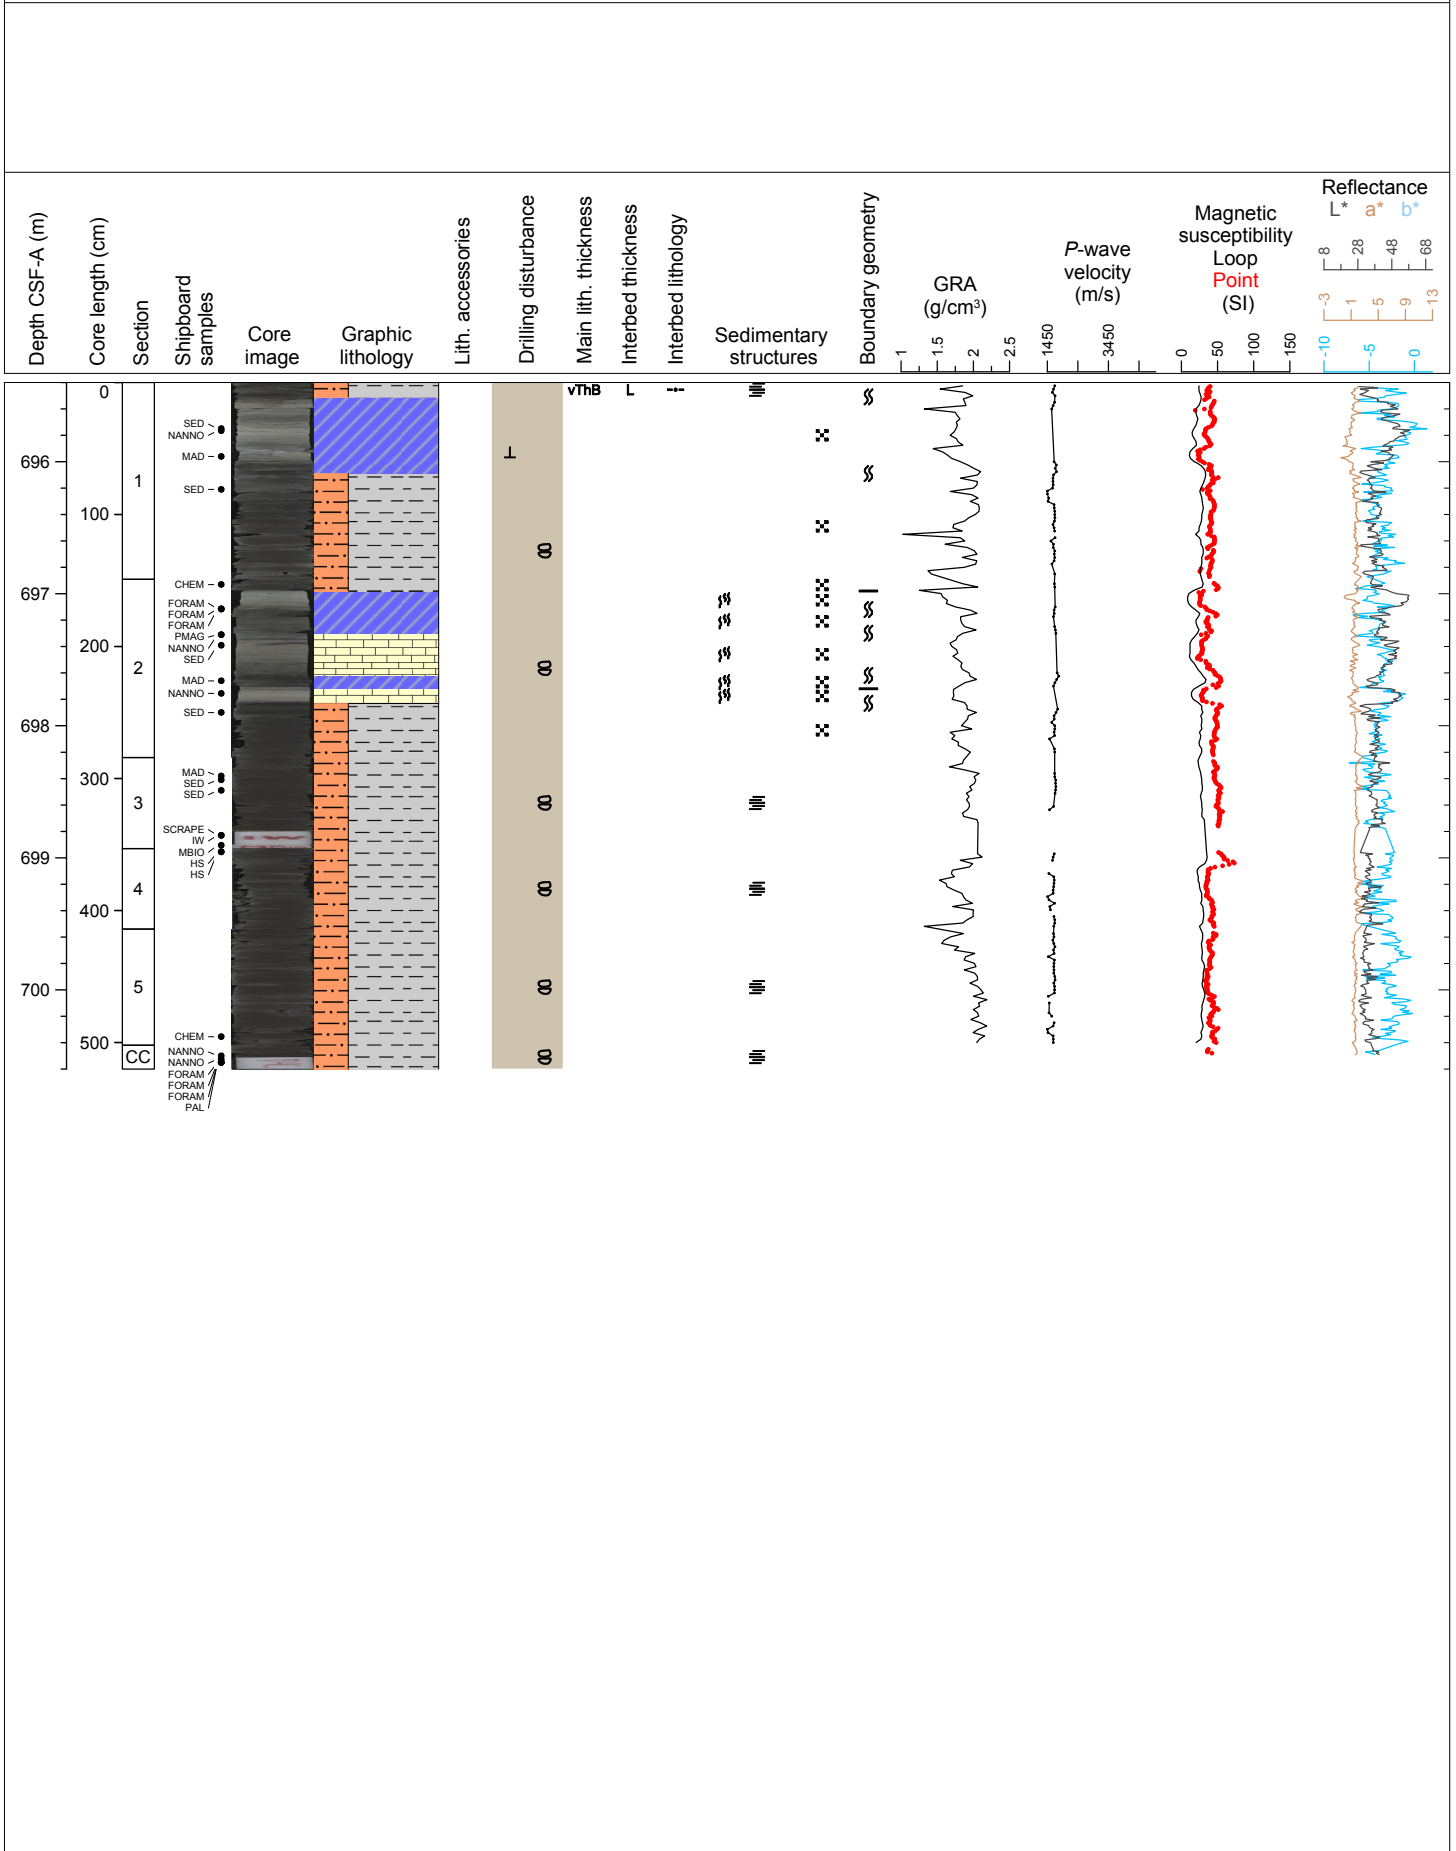 Depth CSF-A (m)
Core length (cm)
Section
Shipboard
samples
Core
image
Graphic
lithology
Lith. accessories
Drilling disturbance
Main lith. thickness
Interbed thickness
Interbed lithology
Sedimentary
structures
Boundary geometry
GRA
(g/cm³)
1 1.5 2 2.5
P-wave
velocity
(m/s)
1450 3450
Magnetic
susceptibility
Loop
Point
(SI)
0 50 100 150
Reflectance
L* a* b*
8 28 48 68
-3 1 5 9 13
-10 -5 0
0
vThB L
SED
NANNO
696
MAD
1
SED
100
CHEM
697
FORAM
FORAM
FORAM
PMAG
200
NANNO
SED
2
MAD
NANNO
SED
698
MAD
300
SED
SED
3
SCRAPE
IW
MBIO
699
HS
HS
4
400
5
700
CHEM
500
NANNO
CC
NANNO
FORAM
FORAM
FORAM
PAL